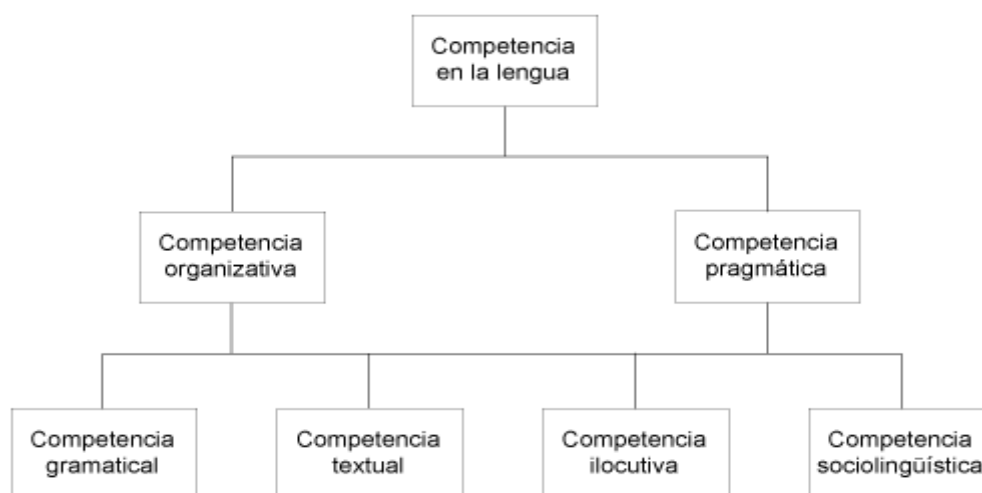 Competencia
en la lengua
Competencia
organizativa
Competencia
pragmática
Competencia
gramatical
Competencia
textual
Competencia
ilocutiva
Competencia
sociolingüística